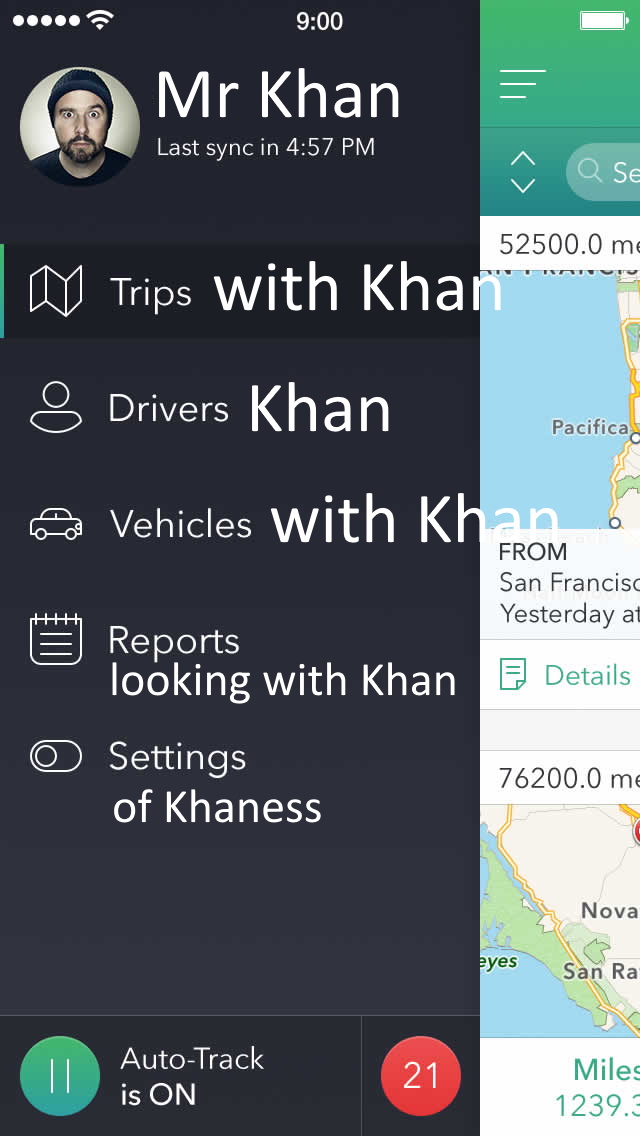 9:00
Mr Khan
Last sync in 4:57 PM
Trips with Khan
Drivers Khan
Vehicles with Khan
Reports
looking with Khan
Settings
of Khaness
Auto-Track
is ON
21
Se
52500.0 me
AN FRANCIS
Pacifica
FROM
San Francisc
Yesterday at
Details
76200.0 me
Nova
eyes
San Ra
Miles
1239.3